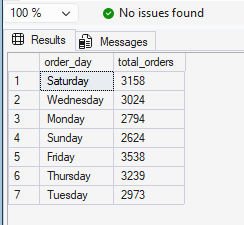 100 %
No issues found
Results Messages
order_day total_orders
1 Saturday 3158
2 Wednesday 3024
3 Monday 2794
4 Sunday 2624
5 Friday 3538
6 Thursday 3239
7 Tuesday 2973